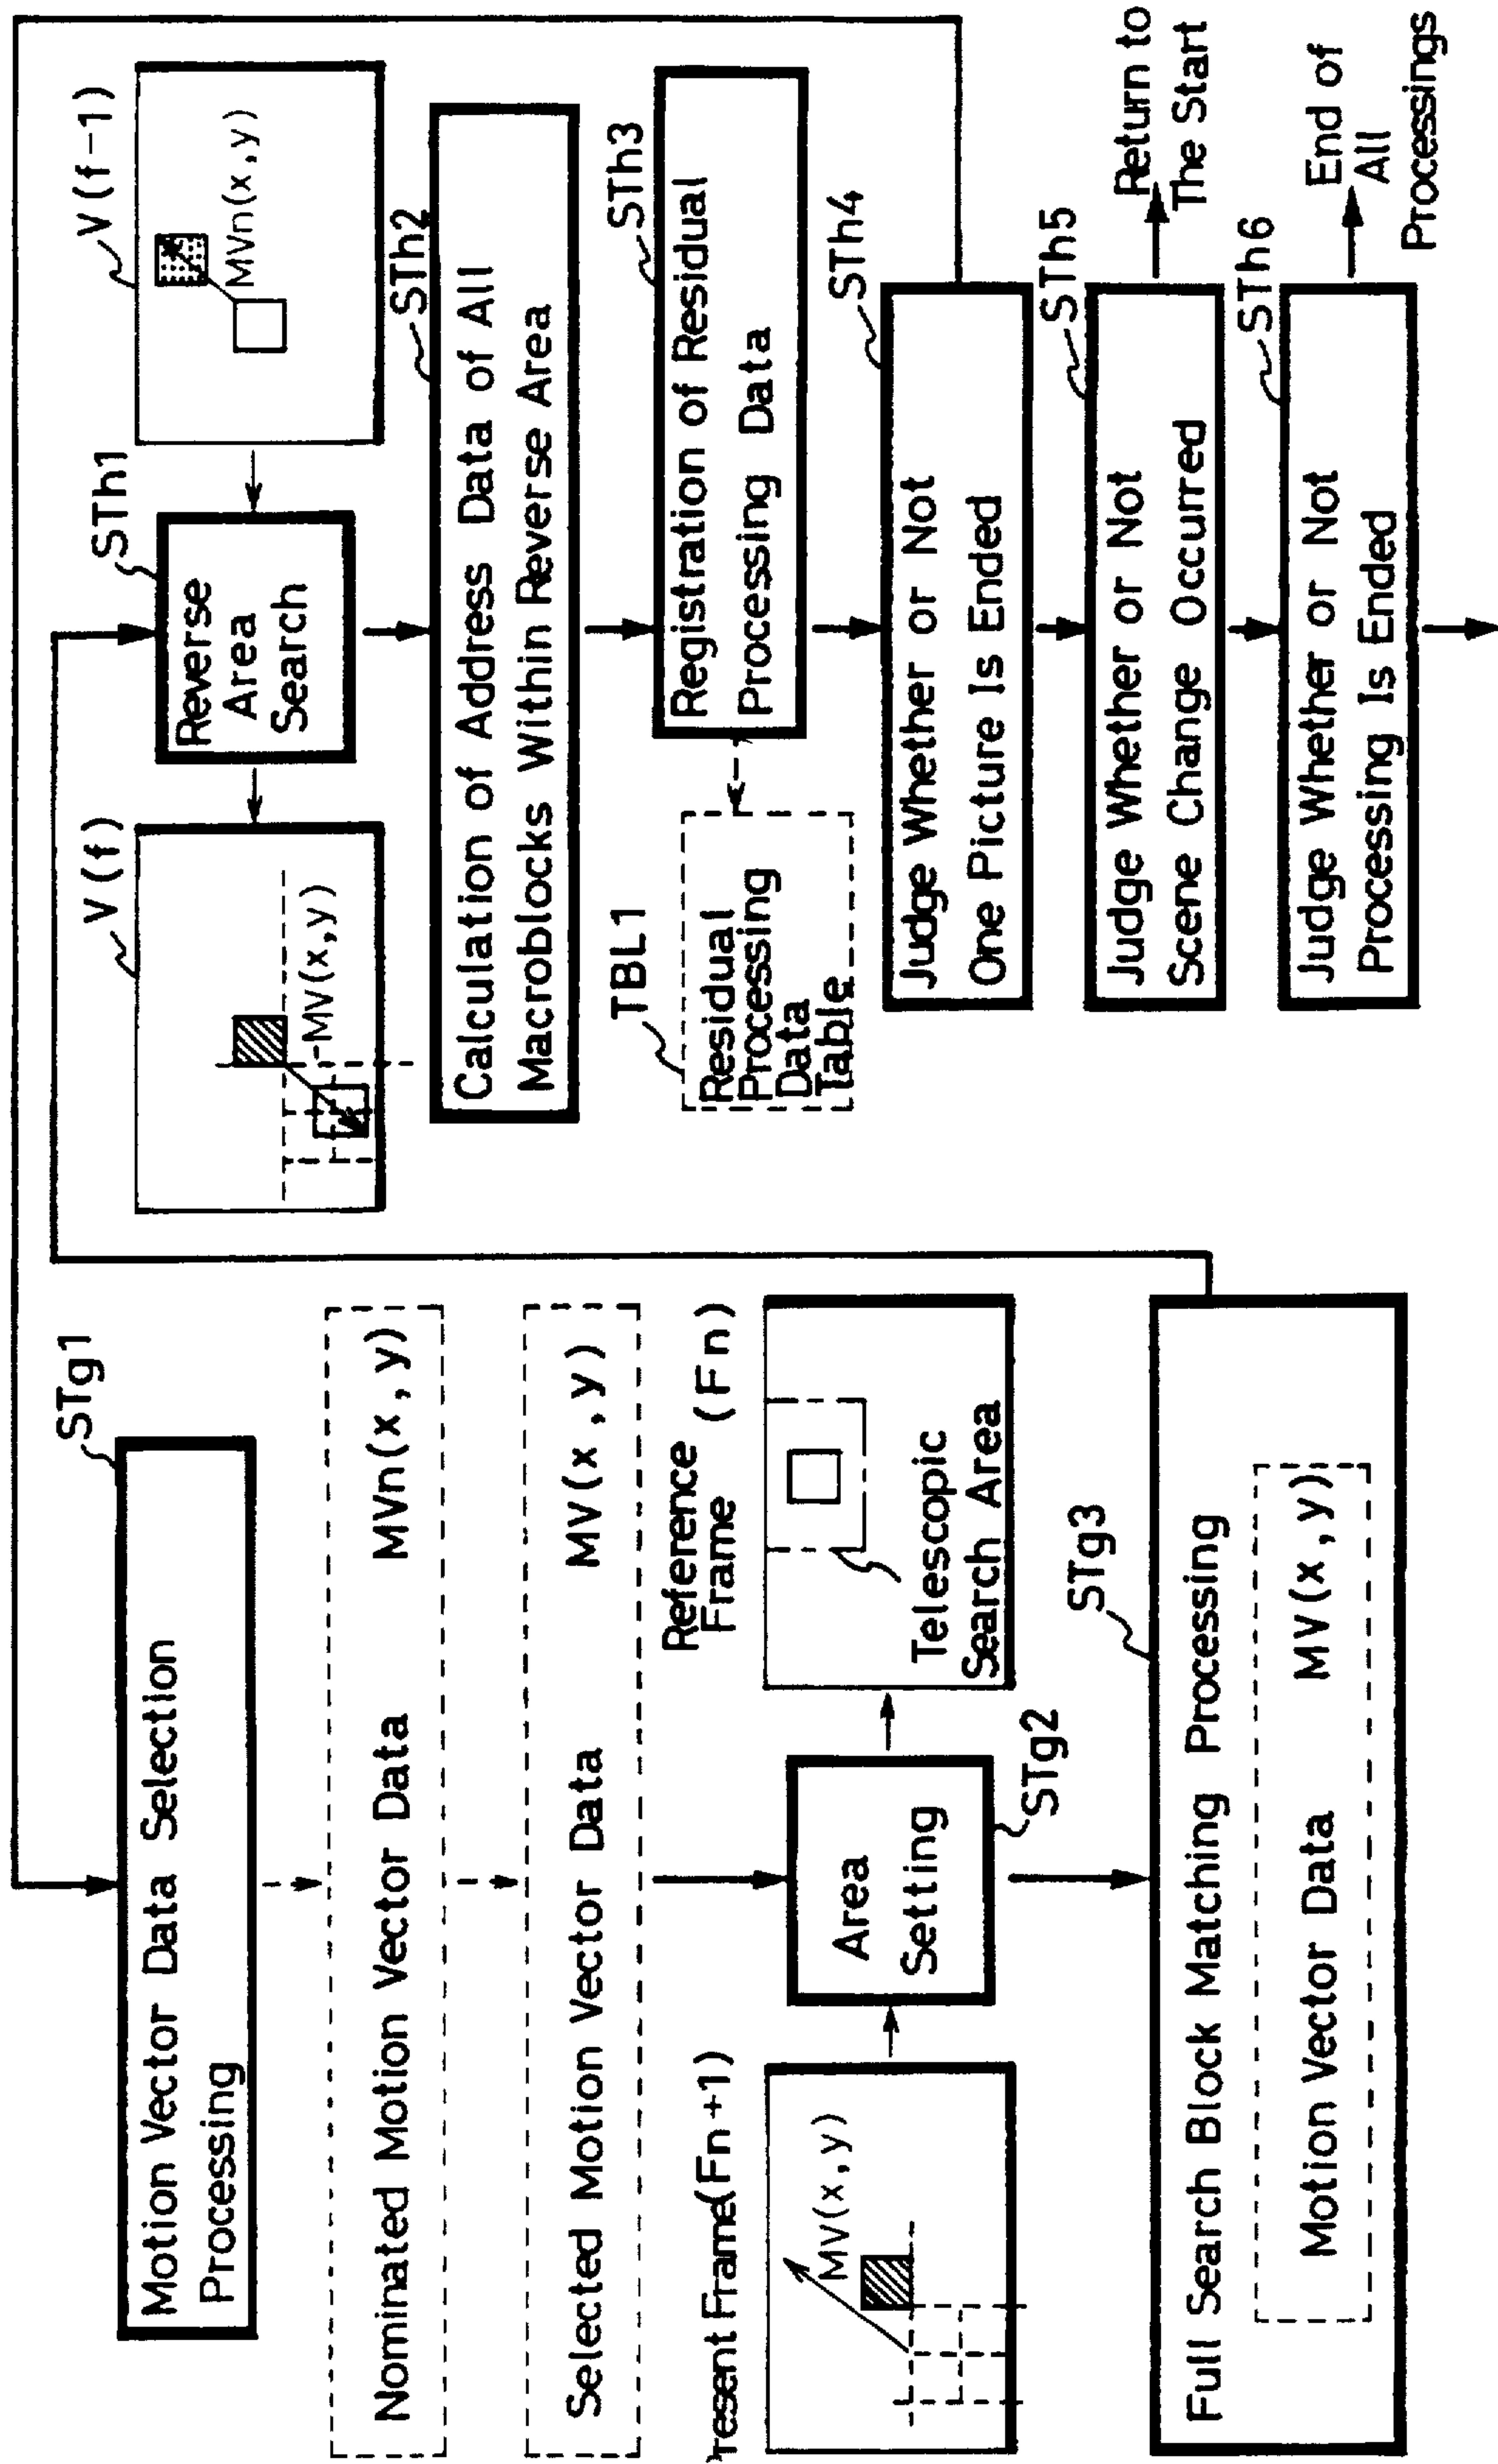 STg1
Motion Vector Data Selection
Processing
Nominated Motion Vector Data MVn(x,y)
Selected Motion Vector Data MV(x,y)
resent Frame(Fn+1)
MV(x,y)
Area
Setting
STg2
Reference
Frame (Fn)
Telescopic
Search Area
STg3
Full Search Block Matching Processing
Motion Vector Data MV(x,y)
V(f)
-MV(x,y)
STh1
Reverse
Area
Search
V(f-1)
MVn(x,y)
STh2
Calculation of Address Data of All
Macroblocks Within Reverse Area
TBL1
Residual
Processing
Data
Table
STh3
Registration of Residual
Processing Data
STh4
Judge Whether or Not
One Picture Is Ended
STh5
Judge Whether or Not
Scene Change Occurred
Return to
The Start
STh6
Judge Whether or Not
Processing Is Ended
End of
All
Processings